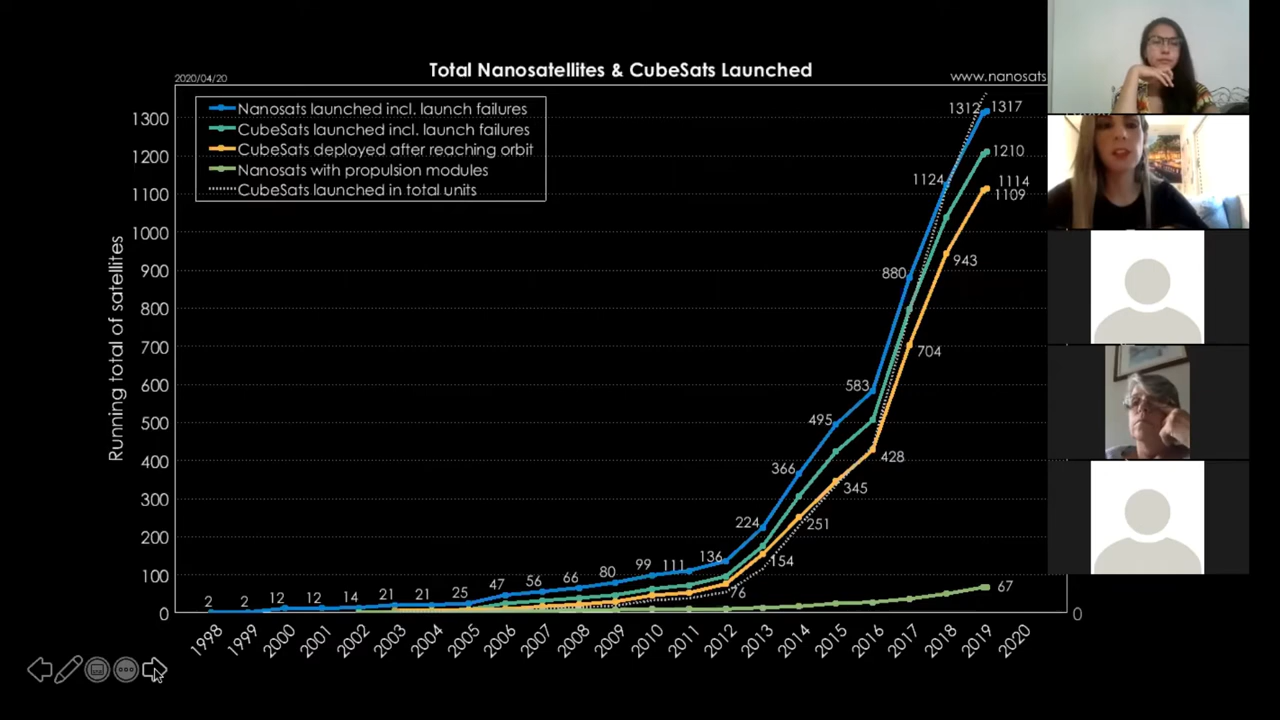 Total Nanosatellites & CubeSats Launched
2020/04/20
www.nanosats
Nanosats launched incl. launch failures
CubeSats launched incl. launch failures
CubeSats deployed after reaching orbit
Nanosats with propulsion modules
CubeSats launched in total units
Running total of satellites
1300
1200
1100
1000
900
800
700
600
500
400
300
200
100
0
2 2 12 12 14 21 21 25 47 56 66 80 99 111 136 224 366 495 583 880 1124 1312 1317
1210
1114
1109
943
704
428
345
251
154
76
67
0
1998 1999 2000 2001 2002 2003 2004 2005 2006 2007 2008 2009 2010 2011 2012 2013 2014 2015 2016 2017 2018 2019 2020